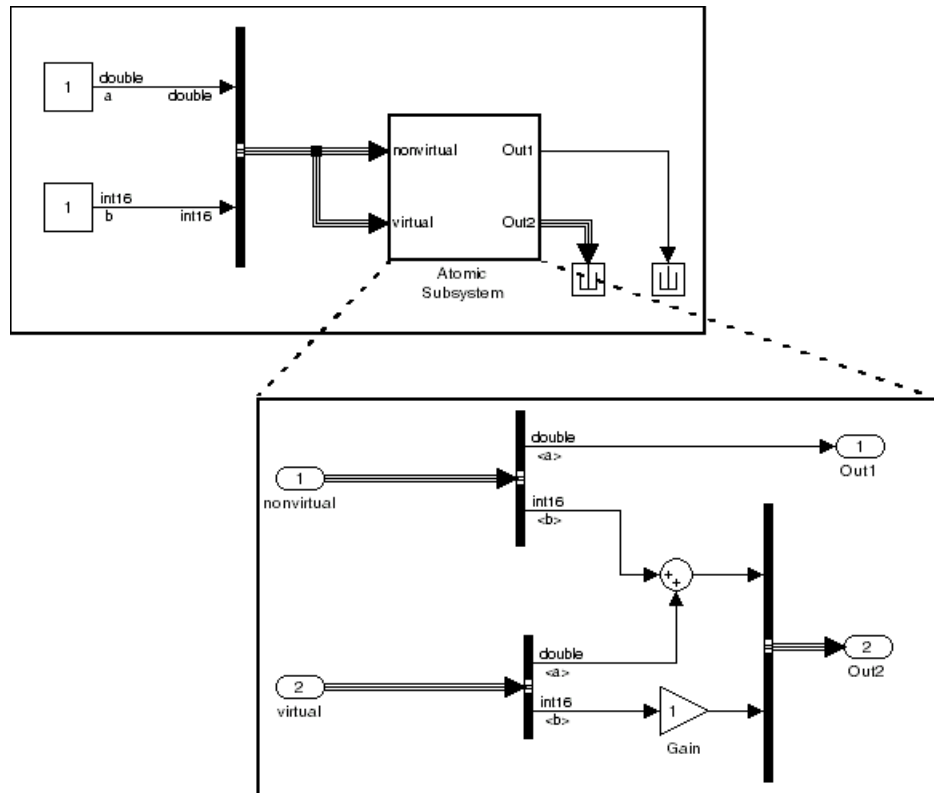 1
double
a
double
1
int16
b
int16
nonvirtual
Out1
virtual
Out2
Atomic
Subsystem
double
<a>
1
Out1
1
nonvirtual
int16
<b>
+
+
double
<a>
2
Out2
2
virtual
int16
<b>
1
Gain